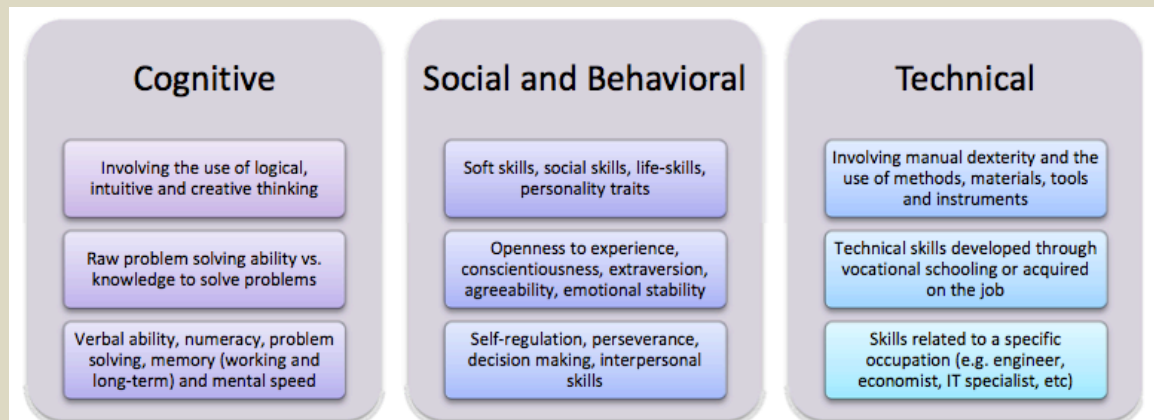 Cognitive
Involving the use of logical,
intuitive and creative thinking
Raw problem solving ability vs.
knowledge to solve problems
Verbal ability, numeracy, problem
solving, memory (working and
long-term) and mental speed
Social and Behavioral
Soft skills, social skills, life-skills,
personality traits
Openness to experience,
conscientiousness, extraversion,
agreeability, emotional stability
Self-regulation, perseverance,
decision making, interpersonal
skills
Technical
Involving manual dexterity and the
use of methods, materials, tools
and instruments
Technical skills developed through
vocational schooling or acquired
on the job
Skills related to a specific
occupation (e.g. engineer,
economist, IT specialist, etc)